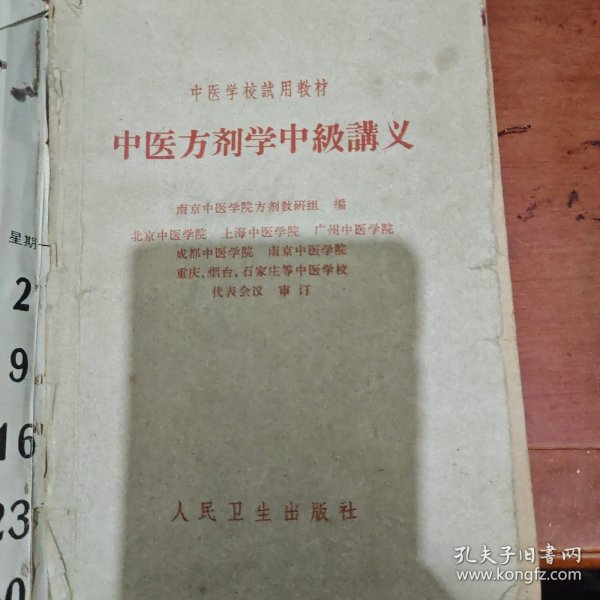 中医学校試用教材
中医方剂学中級講义
南京中医学院方剂教研组 编
北京中医学院 上海中医学院 广州中医学院
成都中医学院 南京中医学院
重庆、烟台、石家庄等中医学校
代表会议 审订
人民卫生出版社
星期一
2
9
16
23
30
孔夫子旧书网
www.kongfz.com